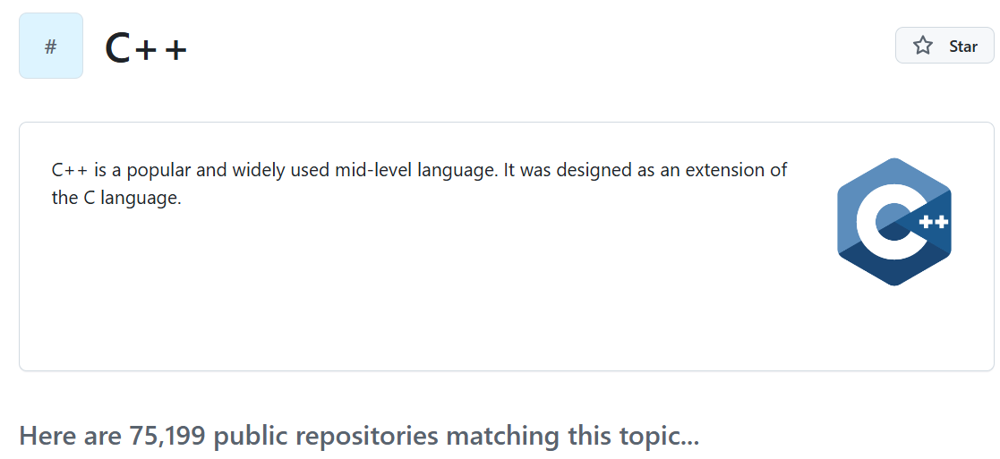 #
C++
Star
C++ is a popular and widely used mid-level language. It was designed as an extension of
the C language.
C++
Here are 75,199 public repositories matching this topic...